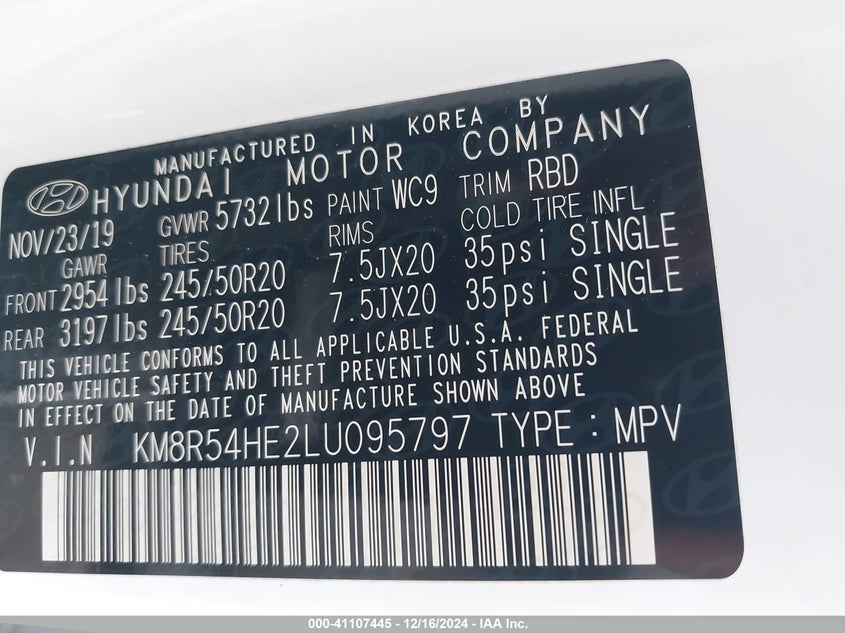 MANUFACTURED IN KOREA BY
HYUNDAI MOTOR COMPANY
NOV/23/19 GVWR 5732lbs PAINT WC9 TRIM RBD
GAWR TIRES RIMS COLD TIRE INFL
FRONT 2954lbs 245/50R20 7.5JX20 35psi SINGLE
REAR 3197lbs 245/50R20 7.5JX20 35psi SINGLE
THIS VEHICLE CONFORMS TO ALL APPLICABLE U.S.A. FEDERAL
MOTOR VEHICLE SAFETY AND THEFT PREVENTION STANDARDS
IN EFFECT ON THE DATE OF MANUFACTURE SHOWN ABOVE
V.I.N KM8R54HE2LU095797 TYPE : MPV
000-41107445 - 12/16/2024 - IAA Inc.